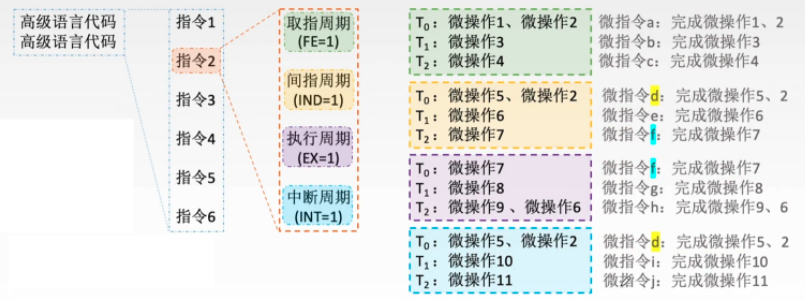 高级语言代码
高级语言代码
指令1
指令2
指令3
指令4
指令5
指令6
取指周期
(FE=1)
间指周期
(IND=1)
执行周期
(EX=1)
中断周期
(INT=1)
T₀：微操作1、微操作2 微指令a：完成微操作1、2
T₁：微操作3 微指令b：完成微操作3
T₂：微操作4 微指令c：完成微操作4
T₀：微操作5、微操作2 微指令d：完成微操作5、2
T₁：微操作6 微指令e：完成微操作6
T₂：微操作7 微指令f：完成微操作7
T₀：微操作7 微指令f：完成微操作7
T₁：微操作8 微指令g：完成微操作8
T₂：微操作9 、微操作6 微指令h：完成微操作9、6
T₀：微操作5、微操作2 微指令d：完成微操作5、2
T₁：微操作10 微指令i：完成微操作10
T₂：微操作11 微指令j：完成微操作11